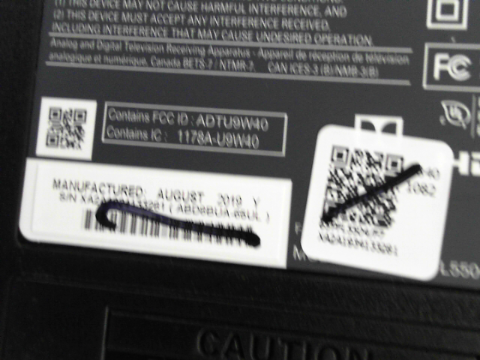 (1) THIS DEVICE MAY NOT CAUSE HARMFUL INTERFERENCE, AND
(2) THIS DEVICE MUST ACCEPT ANY INTERFERENCE RECEIVED,
INCLUDING INTERFERENCE THAT MAY CAUSE UNDESIRED OPERATION.
Analog and Digital Television Receiving Apparatus - Appareil de réception de télévision
analogique et numérique, Canada BETS-7 / NTMR-7, CAN ICES-3 (B)/NMB-3(B)
FC
Contains FCC ID : ADTU9W40
Contains IC : 1178A-U9W40
MANUFACTURED: AUGUST 2019 Y
S/N
1082
CAUTION